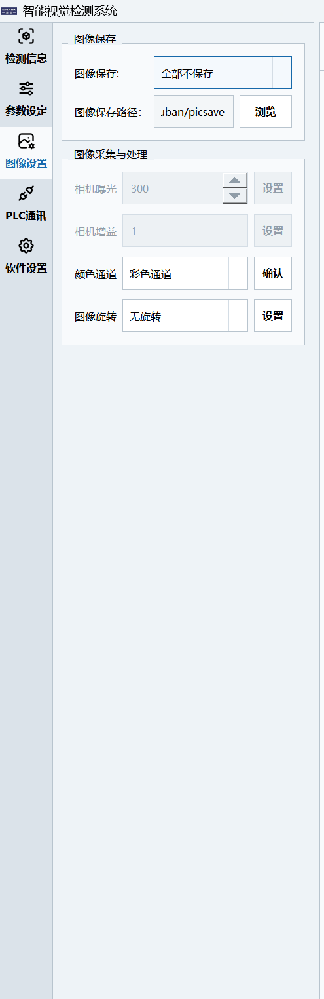 智能视觉检测系统
检测信息
参数设定
图像设置
PLC通讯
软件设置
图像保存
图像保存:
全部不保存
图像保存路径:
uban/picsave
浏览
图像采集与处理
相机曝光
300
设置
相机增益
1
设置
颜色通道
彩色通道
确认
图像旋转
无旋转
设置